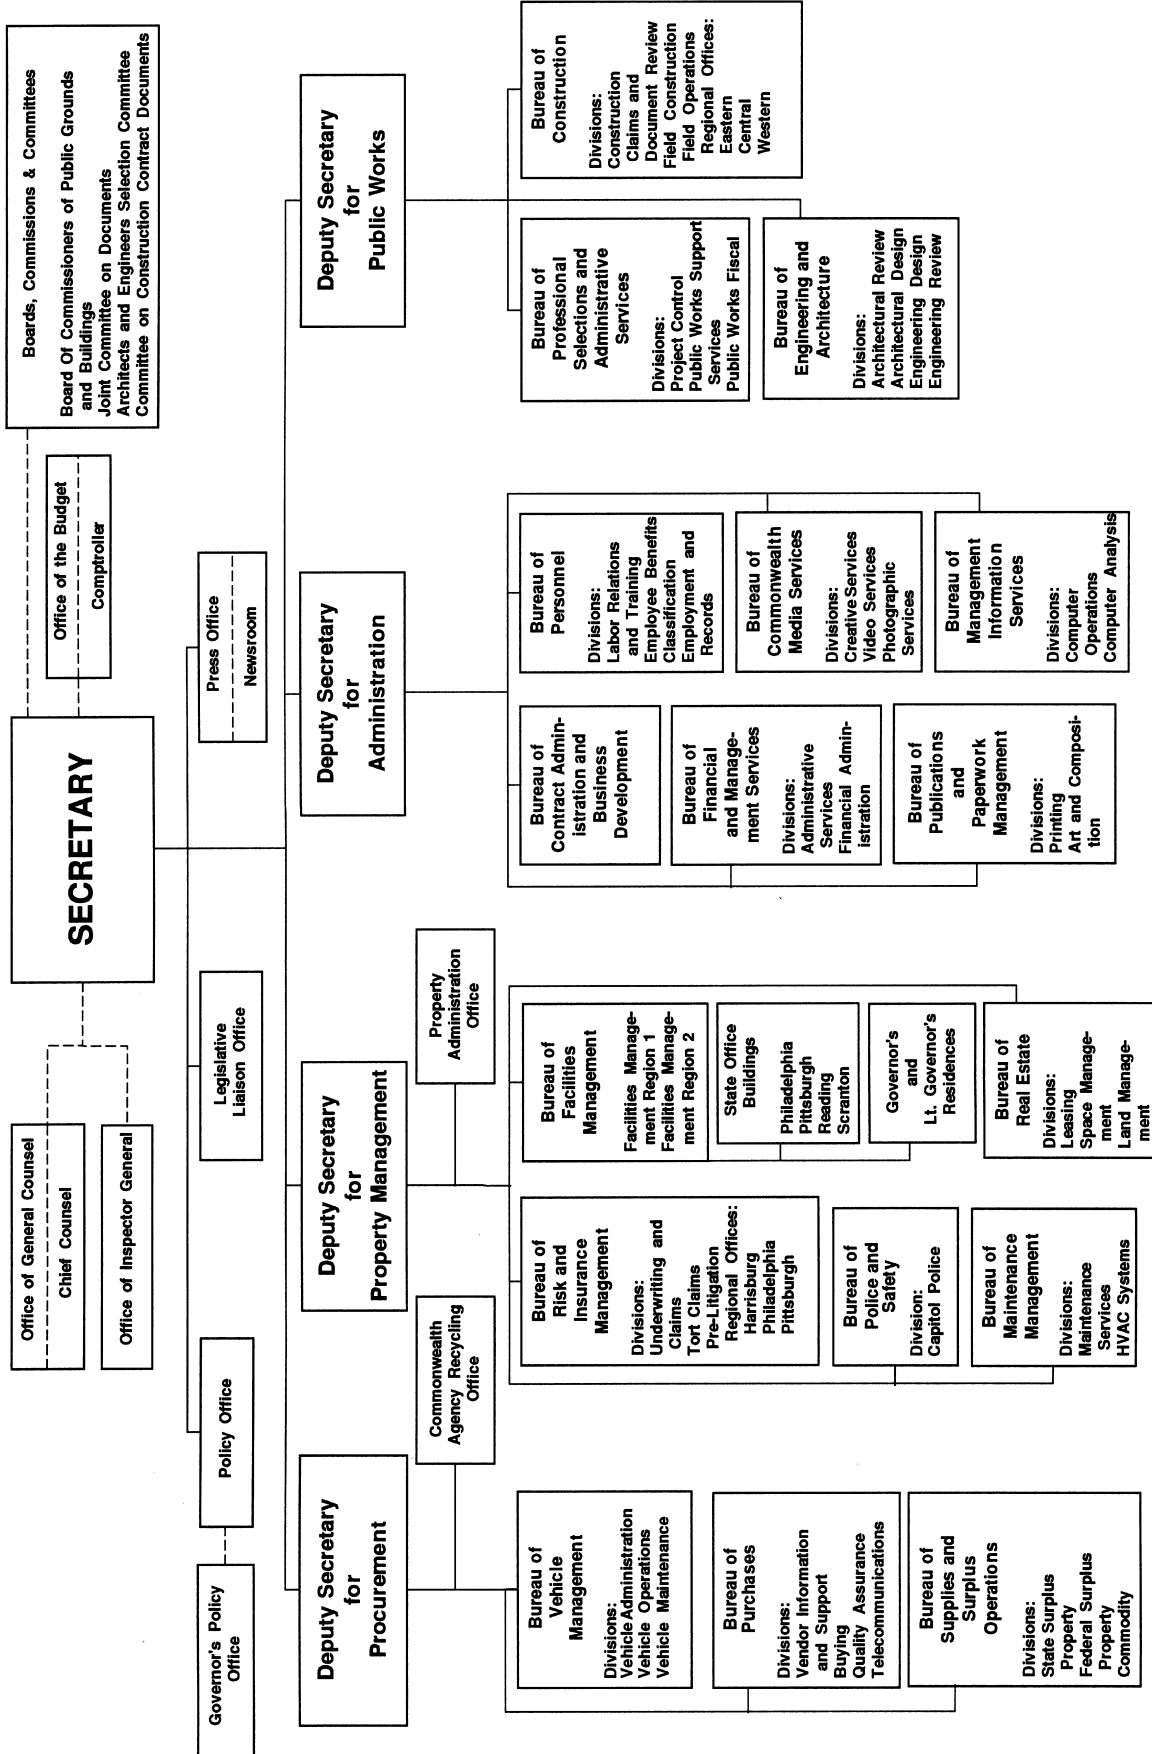 Boards, Commissions & Committees
Board Of Commissioners of Public Grounds
and Buildings
Joint Committee on Documents
Architects and Engineers Selection Committee
Committee on Construction Contract Documents
Office of the Budget
Comptroller
SECRETARY
Office of General Counsel
Chief Counsel
Office of Inspector General
Governor's Policy
Office
Policy Office
Legislative
Liaison Office
Press Office
Newsroom
Deputy Secretary
for
Procurement
Commonwealth
Agency Recycling
Office
Bureau of
Vehicle
Management
Divisions:
Vehicle Administration
Vehicle Operations
Vehicle Maintenance
Bureau of
Purchases
Divisions:
Vendor Information
and Support
Buying
Quality Assurance
Telecommunications
Bureau of
Supplies and
Surplus
Operations
Divisions:
State Surplus
Property
Federal Surplus
Property
Commodity
Deputy Secretary
for
Property Management
Property
Administration
Office
Bureau of
Risk and
Insurance
Management
Divisions:
Underwriting and
Claims
Tort Claims
Pre-Litigation
Regional Offices:
Harrisburg
Philadelphia
Pittsburgh
Bureau of
Police and
Safety
Division:
Capitol Police
Bureau of
Maintenance
Management
Divisions:
Maintenance
Services
HVAC Systems
Bureau of
Facilities
Management
Facilities Manage-
ment Region 1
Facilities Manage-
ment Region 2
State Office
Buildings
Philadelphia
Pittsburgh
Reading
Scranton
Governor's
and
Lt. Governor's
Residences
Bureau of
Real Estate
Divisions:
Leasing
Space Manage-
ment
Land Manage-
ment
Deputy Secretary
for
Administration
Bureau of
Contract Admin-
istration and
Business
Development
Bureau of
Financial
and Manage-
ment Services
Divisions:
Administrative
Services
Financial Admin-
istration
Bureau of
Publications
and
Paperwork
Management
Divisions:
Printing
Art and Composi-
tion
Bureau of
Personnel
Divisions:
Labor Relations
and Training
Employee Benefits
Classification
Employment and
Records
Bureau of
Commonwealth
Media Services
Divisions:
Creative Services
Video Services
Photographic
Services
Bureau of
Management
Information
Services
Divisions:
Computer
Operations
Computer Analysis
Deputy Secretary
for
Public Works
Bureau of
Professional
Selections and
Administrative
Services
Divisions:
Project Control
Public Works Support
Services
Public Works Fiscal
Bureau of
Engineering and
Architecture
Divisions:
Architectural Review
Architectural Design
Engineering Design
Engineering Review
Bureau of
Construction
Divisions:
Construction
Claims and
Document Review
Field Construction
Field Operations
Regional Offices:
Eastern
Central
Western